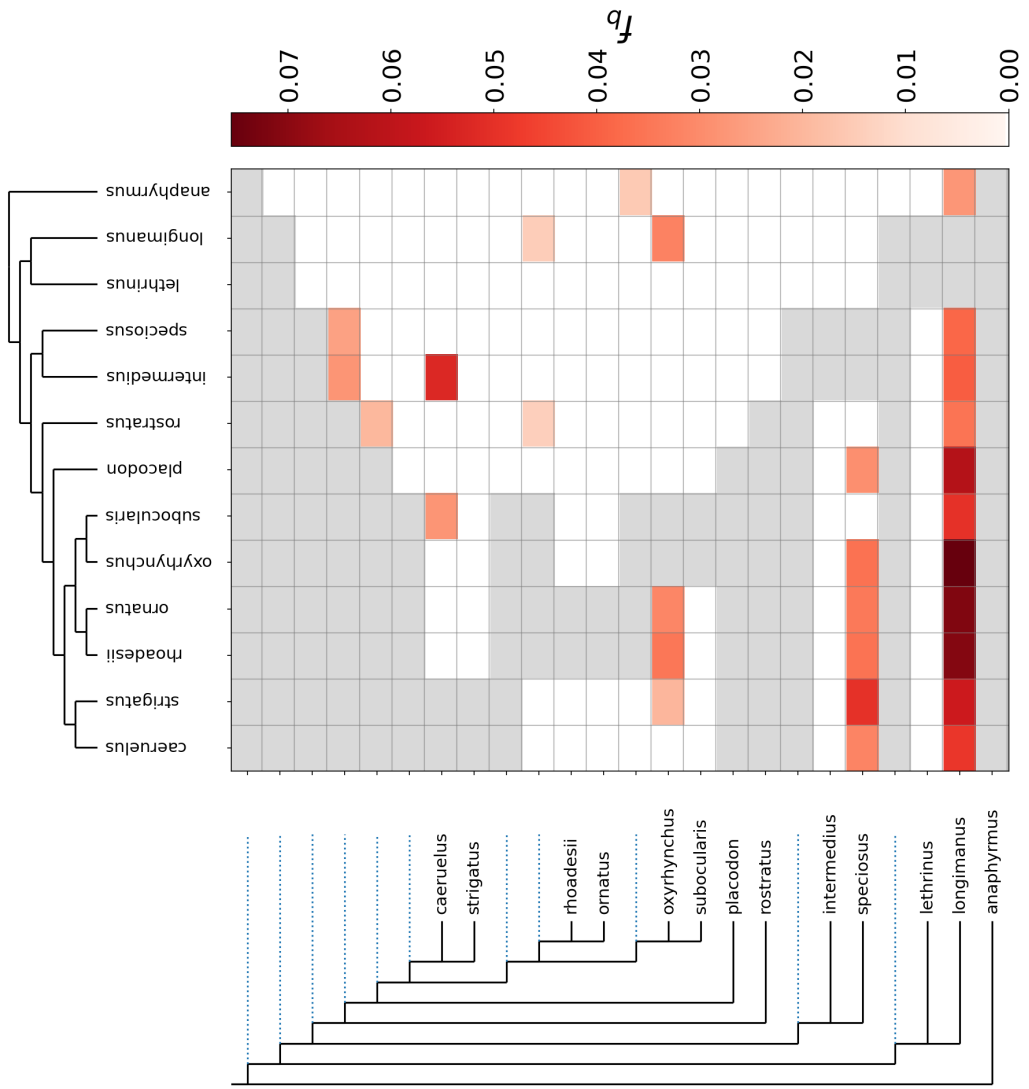 f_b
0.07
0.06
0.05
0.04
0.03
0.02
0.01
0.00
anaphyrmus
longimanus
lethrinus
speciosus
intermedius
rostratus
placodon
subocularis
oxyrhynchus
ornatus
rhoadesii
strigatus
caeruelus
caeruelus
strigatus
rhoadesii
ornatus
oxyrhynchus
subocularis
placodon
rostratus
intermedius
speciosus
lethrinus
longimanus
anaphyrmus